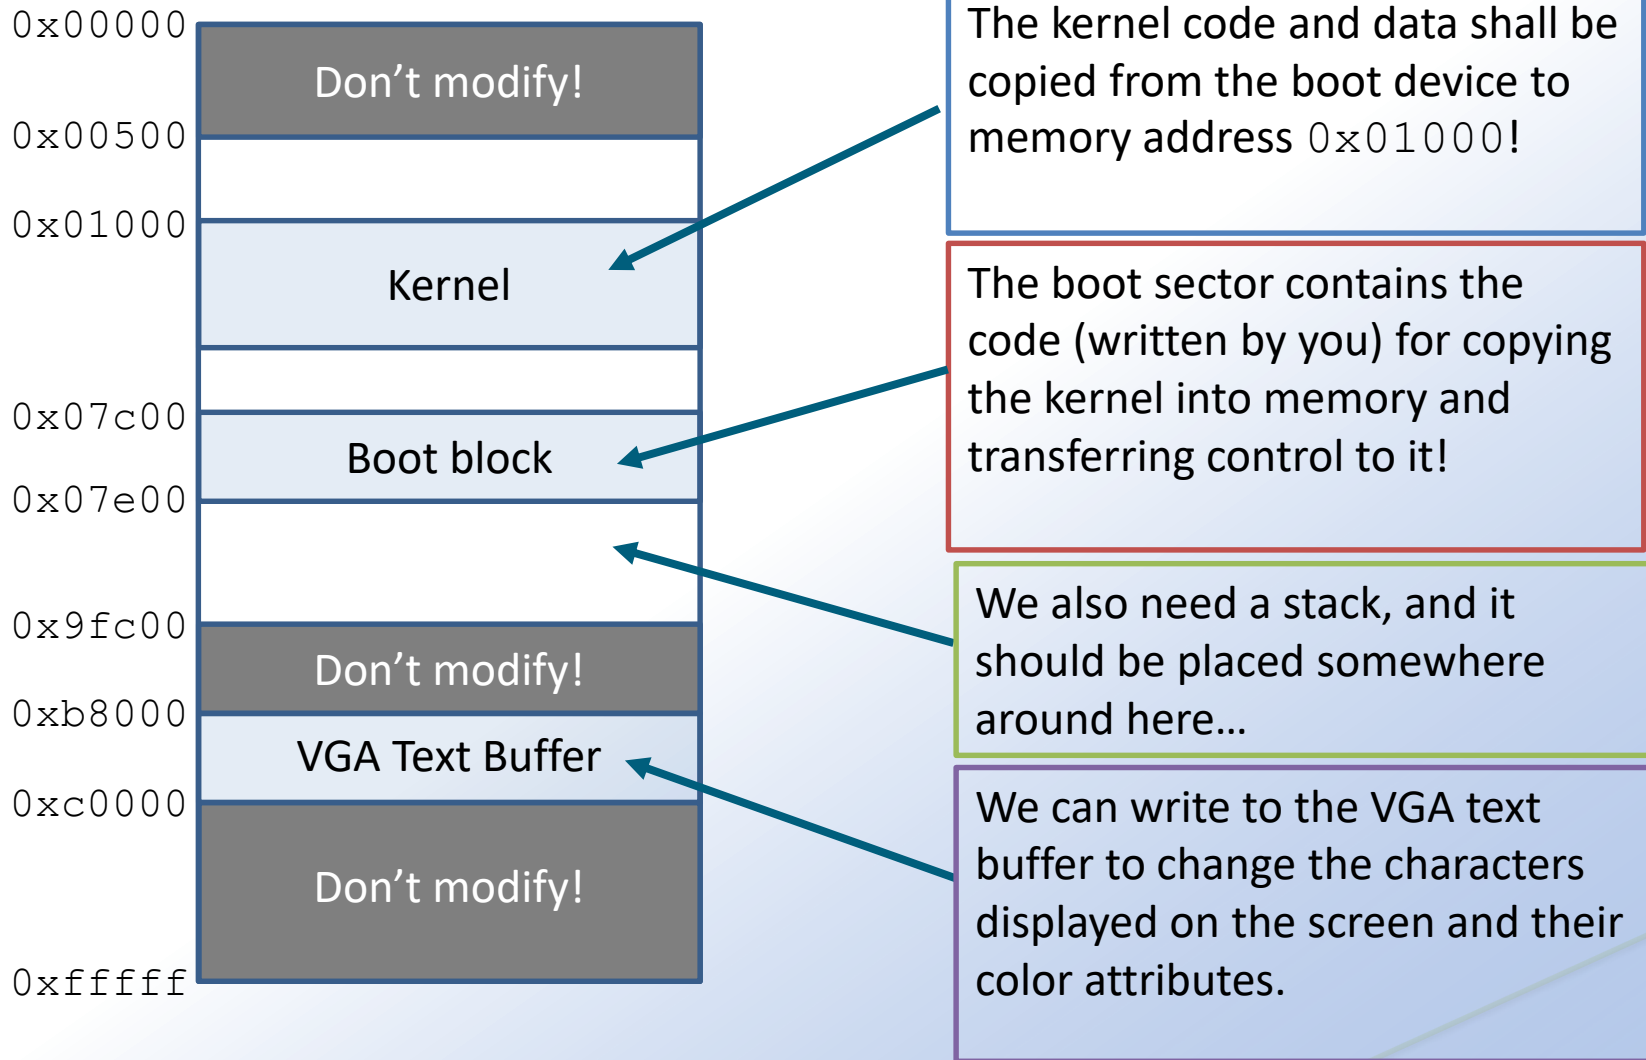 0x00000
Don’t modify!
0x00500
0x01000
Kernel
0x07c00
Boot block
0x07e00
0x9fc00
Don’t modify!
0xb8000
VGA Text Buffer
0xc0000
Don’t modify!
0xfffff
The kernel code and data shall be
copied from the boot device to
memory address 0x01000!
The boot sector contains the
code (written by you) for copying
the kernel into memory and
transferring control to it!
We also need a stack, and it
should be placed somewhere
around here…
We can write to the VGA text
buffer to change the characters
displayed on the screen and their
color attributes.